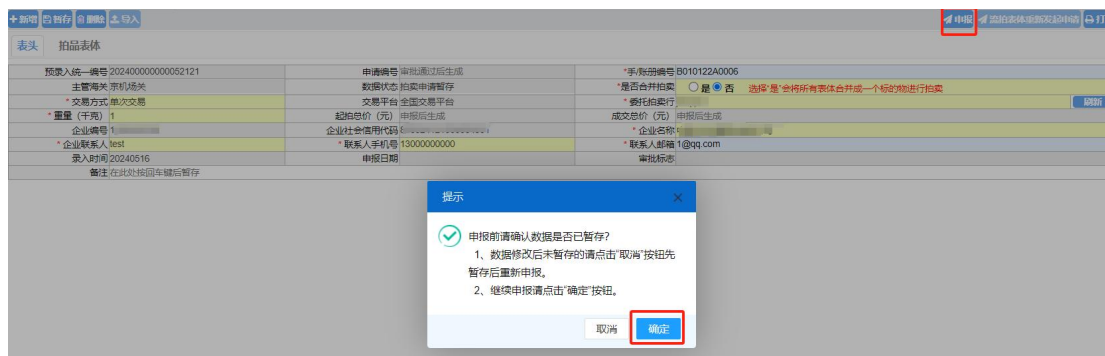 新增 暂存 删除 导入 申报 流拍表体重新发起申请 打
表头 拍品表体
预录入统一编号 202400000000052121 申请编号 审批通过后生成 *手/账册编号 B010122A0006
主管海关 京机场关 数据状态 拍卖申请暂存 *是否合并拍卖 是 否 选择“是”会将所有表体合并成一个标的物进行拍卖
*交易方式 单次交易 交易平台 全国交易平台 *委托拍卖行 刷新
*重量（千克） 1 起拍总价（元） 申报后生成 成交总价（元） 申报后生成
企业编号 1 企业社会信用代码 *企业名称
*企业联系人 test *联系人手机号 13000000000 *联系人邮箱 1@qq.com
录入时间 20240516 申报日期 审批标志
备注 在此处按回车键后暂存
提示
申报前请确认数据是否已暂存?
1、数据修改后未暂存的请点击“取消”按钮先
暂存后重新申报。
2、继续申报请点击“确定”按钮。
取消 确定